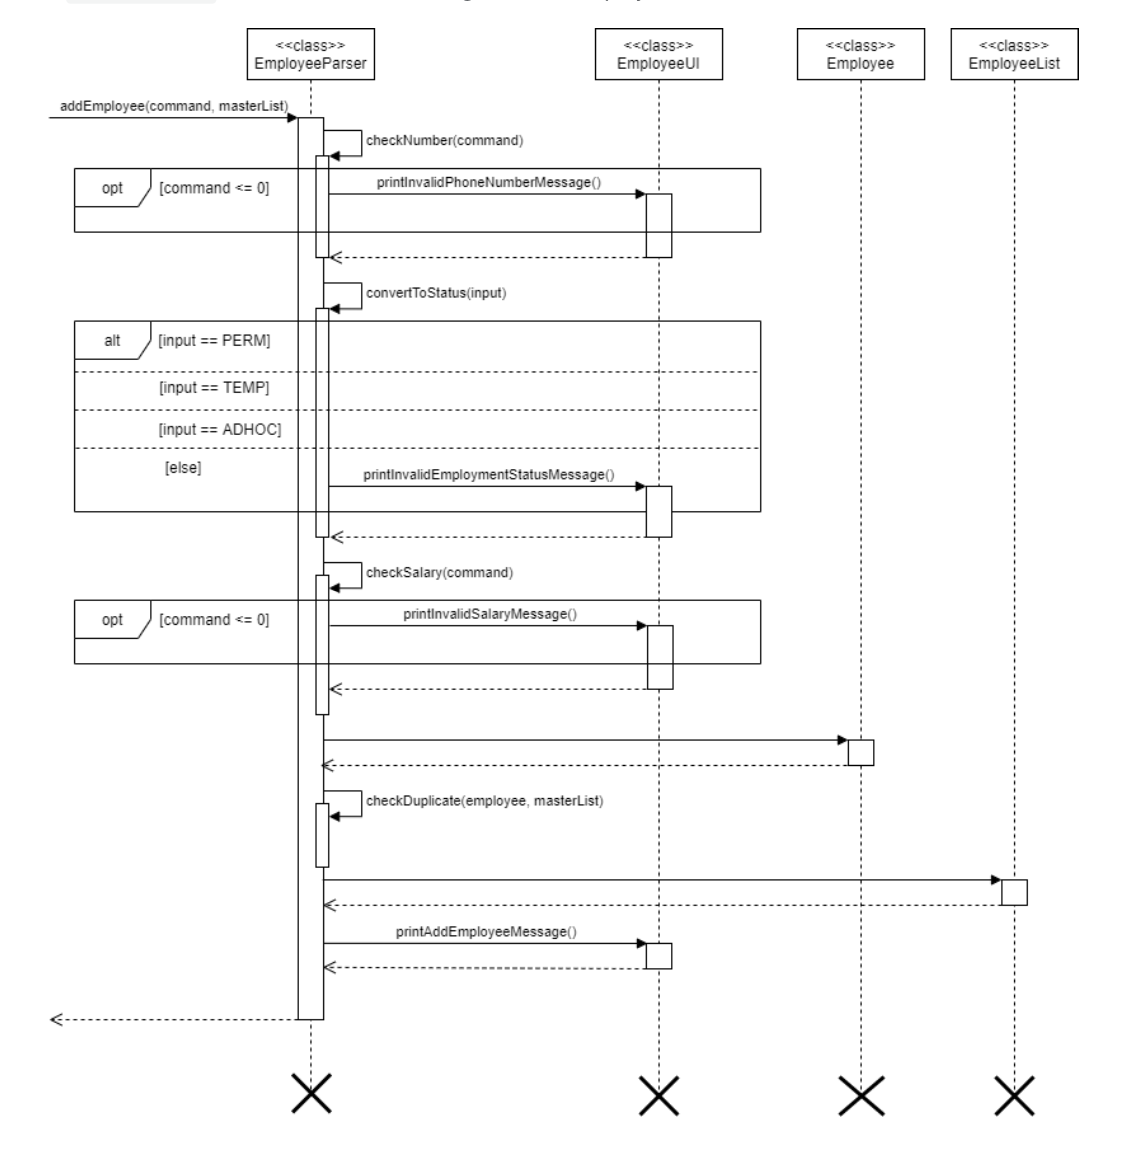 <<class>>
EmployeeParser
<<class>>
EmployeeUI
<<class>>
Employee
<<class>>
EmployeeList
addEmployee(command, masterList)
checkNumber(command)
opt
[command <= 0]
printInvalidPhoneNumberMessage()
convertToStatus(input)
alt
[input == PERM]
[input == TEMP]
[input == ADHOC]
[else]
printInvalidEmploymentStatusMessage()
checkSalary(command)
opt
[command <= 0]
printInvalidSalaryMessage()
checkDuplicate(employee, masterList)
printAddEmployeeMessage()